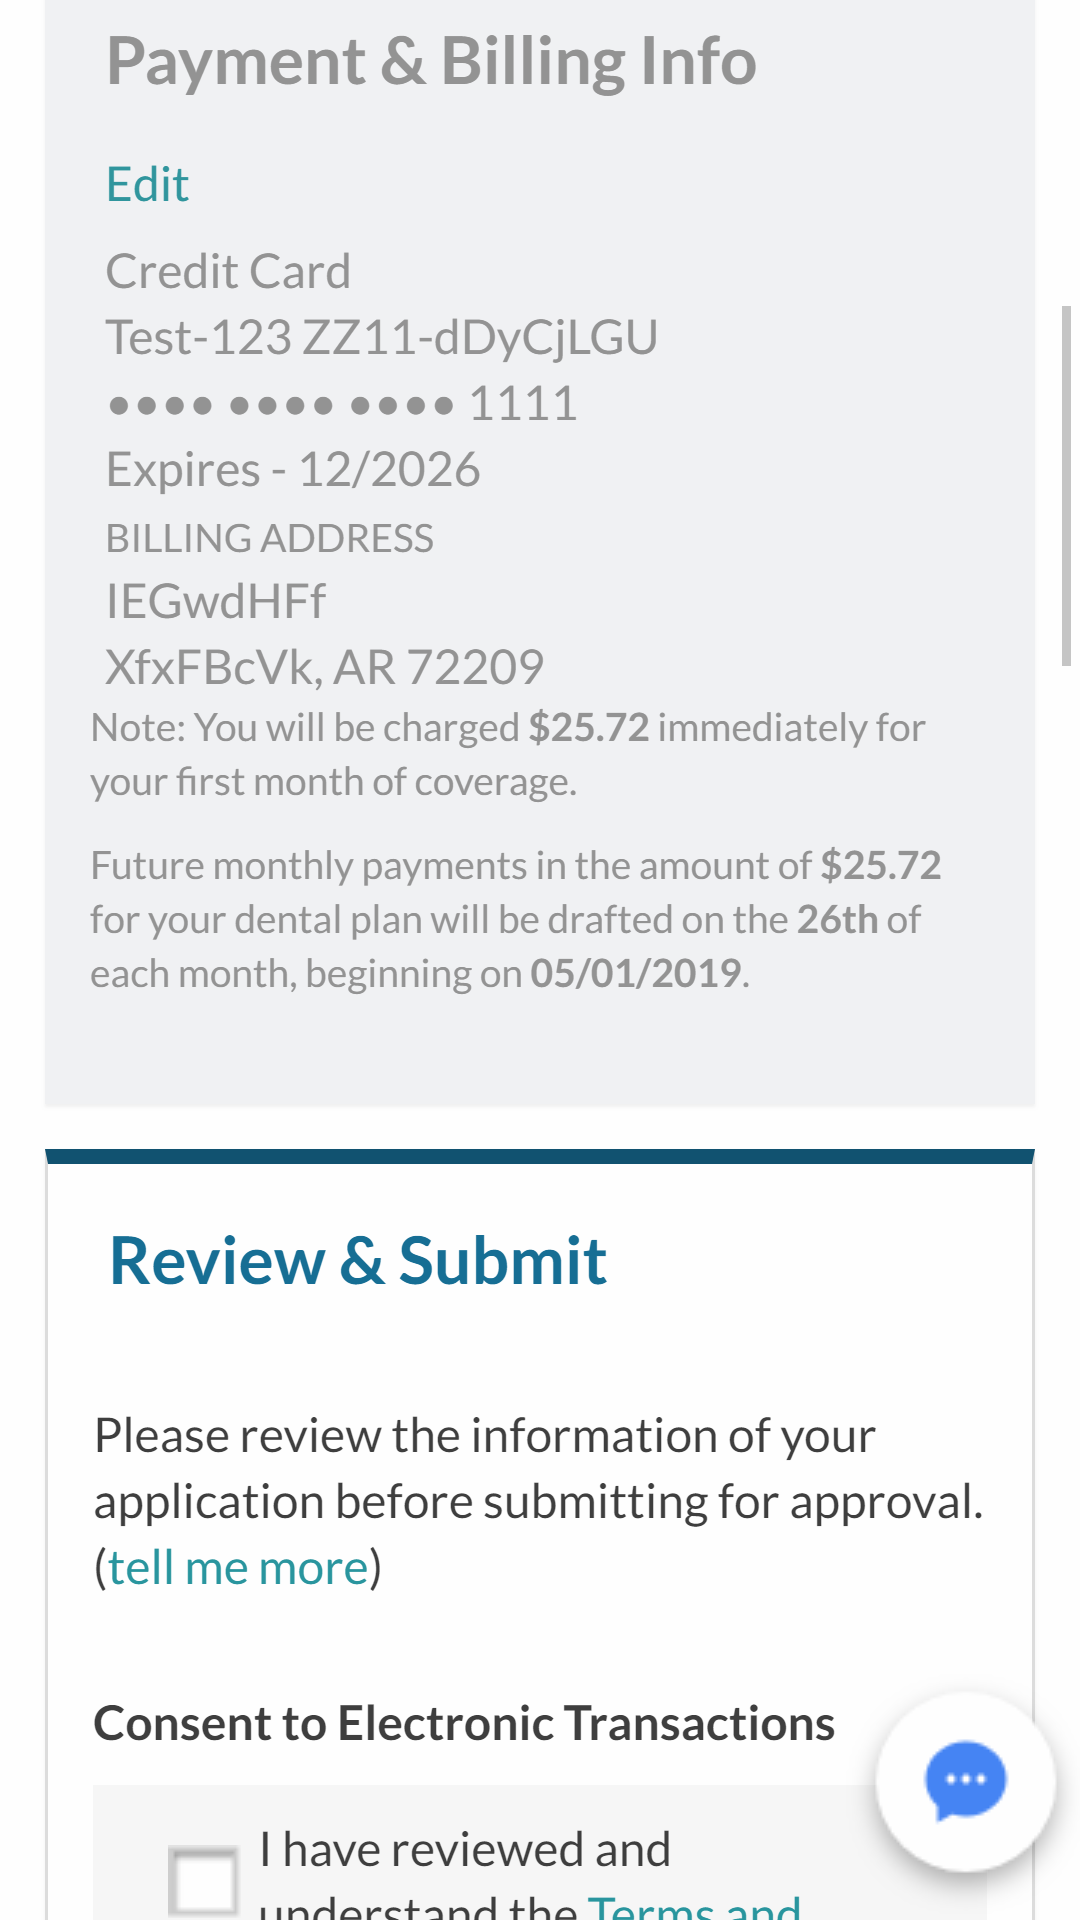 Payment & Billing Info
Edit
Credit Card
Test-123 ZZ11-dDyCjLGU
•••• •••• •••• 1111
Expires - 12/2026
BILLING ADDRESS
IEGwdHFf
XfxFBcVk, AR 72209
Note: You will be charged $25.72 immediately for
your first month of coverage.
Future monthly payments in the amount of $25.72
for your dental plan will be drafted on the 26th of
each month, beginning on 05/01/2019.
Review & Submit
Please review the information of your
application before submitting for approval.
(tell me more)
Consent to Electronic Transactions
I have reviewed and
understand the Terms and